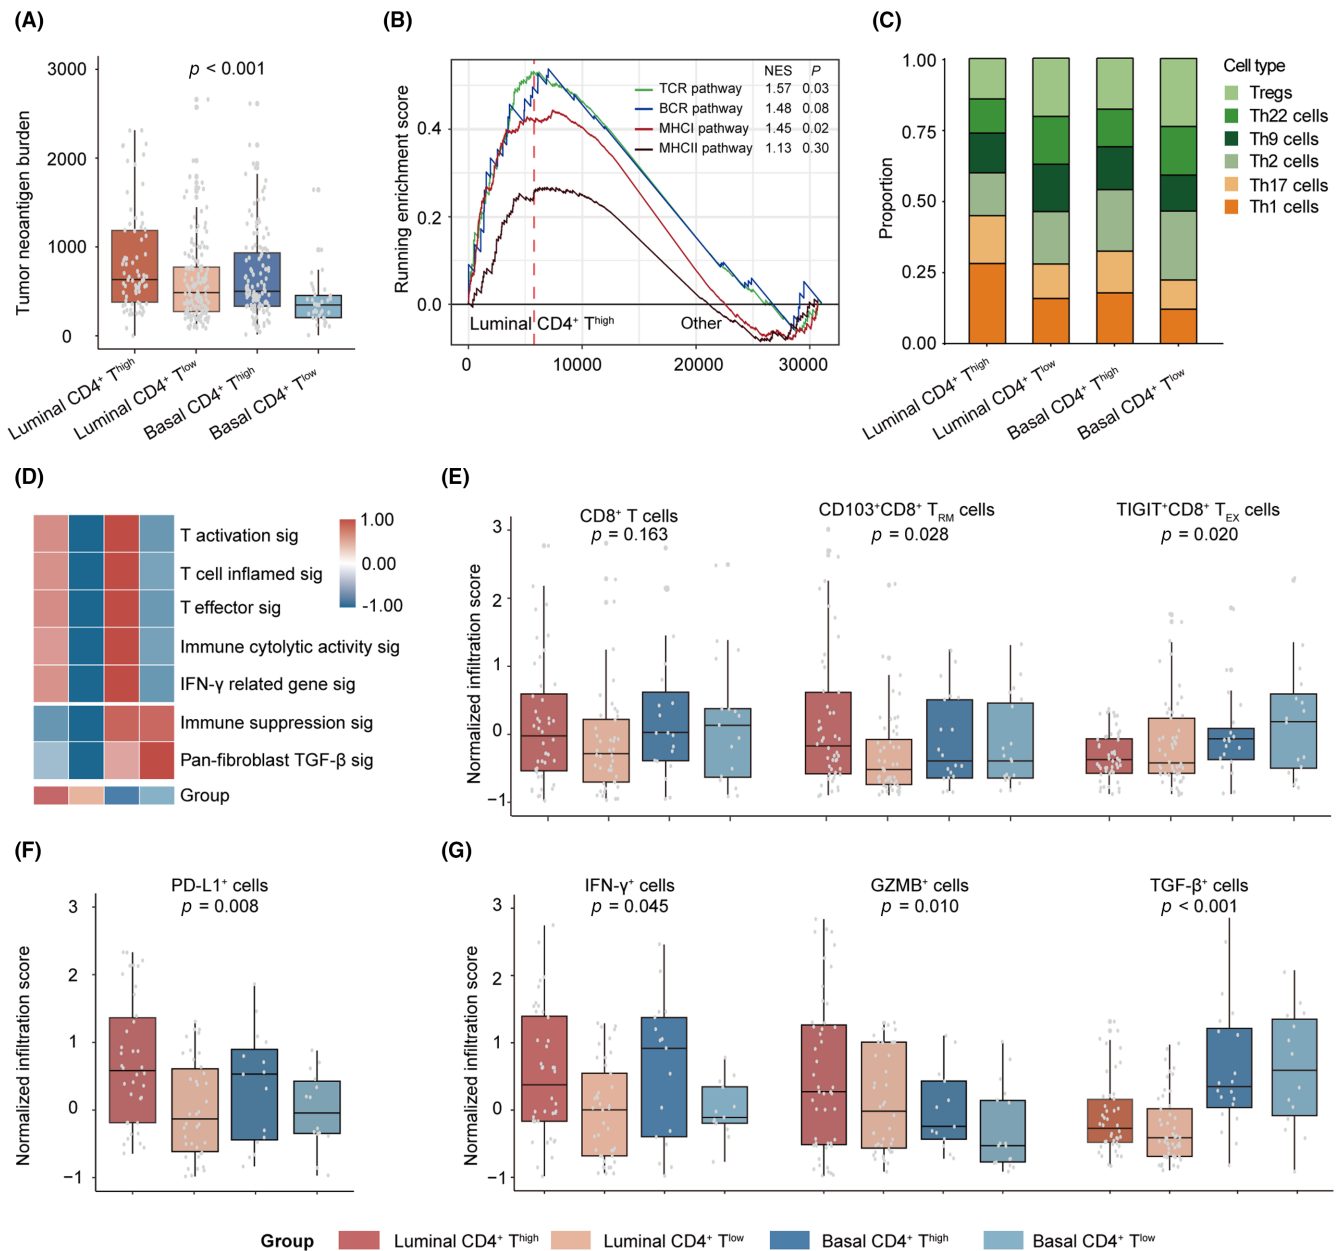 (A)
p < 0.001
Tumor neoantigen burden
3000
2000
1000
0
Luminal CD4⁺ Tʰⁱᵍʰ
Luminal CD4⁺ Tˡᵒʷ
Basal CD4⁺ Tʰⁱᵍʰ
Basal CD4⁺ Tˡᵒʷ
(B)
Running enrichment score
0.4
0.2
0.0
NES P
TCR pathway 1.57 0.03
BCR pathway 1.48 0.08
MHCI pathway 1.45 0.02
MHCII pathway 1.13 0.30
Luminal CD4⁺ Tʰⁱᵍʰ Other
0 10000 20000 30000
(C)
Proportion
1.00
0.75
0.50
0.25
0.00
Luminal CD4⁺ Tʰⁱᵍʰ
Luminal CD4⁺ Tˡᵒʷ
Basal CD4⁺ Tʰⁱᵍʰ
Basal CD4⁺ Tˡᵒʷ
Cell type
Tregs
Th22 cells
Th9 cells
Th2 cells
Th17 cells
Th1 cells
(D)
T activation sig
T cell inflamed sig
T effector sig
Immune cytolytic activity sig
IFN-γ related gene sig
Immune suppression sig
Pan-fibroblast TGF-β sig
Group
1.00
0.00
-1.00
(E)
Normalized infiltration score
3
2
1
0
−1
CD8⁺ T cells
p = 0.163
CD103⁺CD8⁺ T_RM cells
p = 0.028
TIGIT⁺CD8⁺ T_EX cells
p = 0.020
(F)
PD-L1⁺ cells
p = 0.008
Normalized infiltration score
3
2
1
0
−1
(G)
Normalized infiltration score
3
2
1
0
−1
IFN-γ⁺ cells
p = 0.045
GZMB⁺ cells
p = 0.010
TGF-β⁺ cells
p < 0.001
Group Luminal CD4⁺ Tʰⁱᵍʰ Luminal CD4⁺ Tˡᵒʷ Basal CD4⁺ Tʰⁱᵍʰ Basal CD4⁺ Tˡᵒʷ